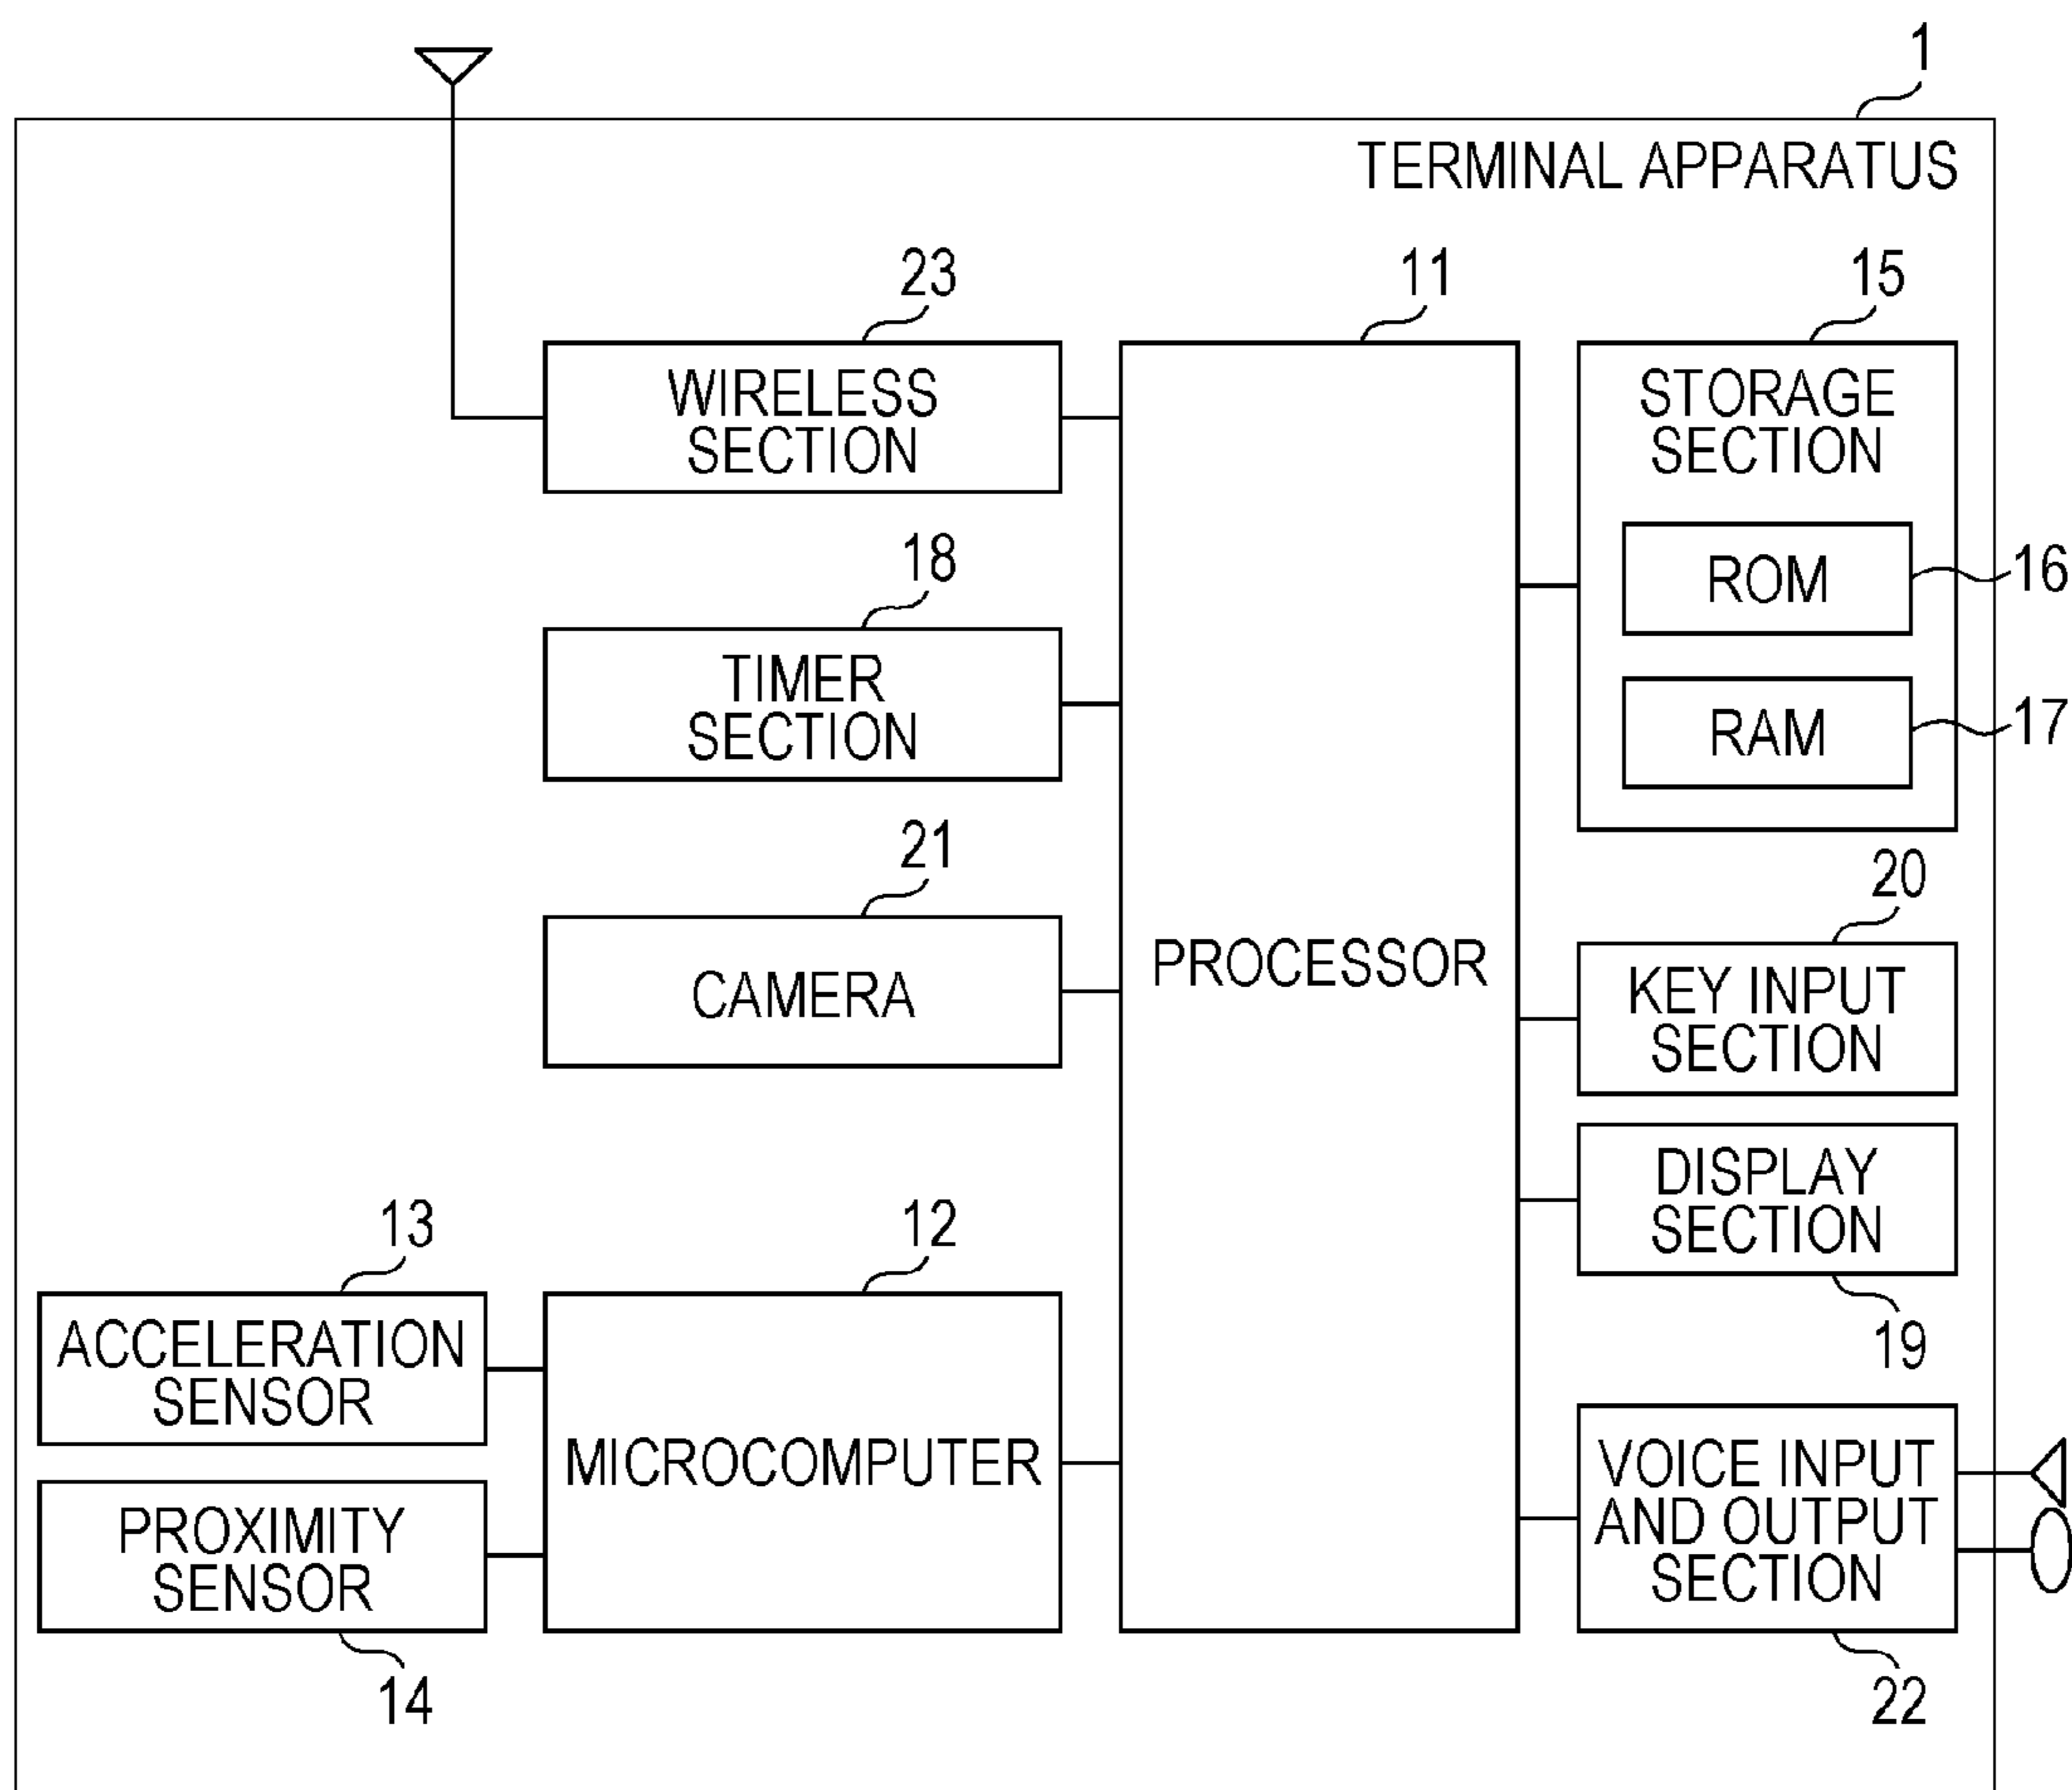 1
TERMINAL APPARATUS
23
11
15
WIRELESS
SECTION
STORAGE
SECTION
18
ROM
16
TIMER
SECTION
RAM
17
21
20
CAMERA
PROCESSOR
KEY INPUT
SECTION
DISPLAY
SECTION
13
12
19
ACCELERATION
SENSOR
MICROCOMPUTER
VOICE INPUT
AND OUTPUT
SECTION
PROXIMITY
SENSOR
14
22